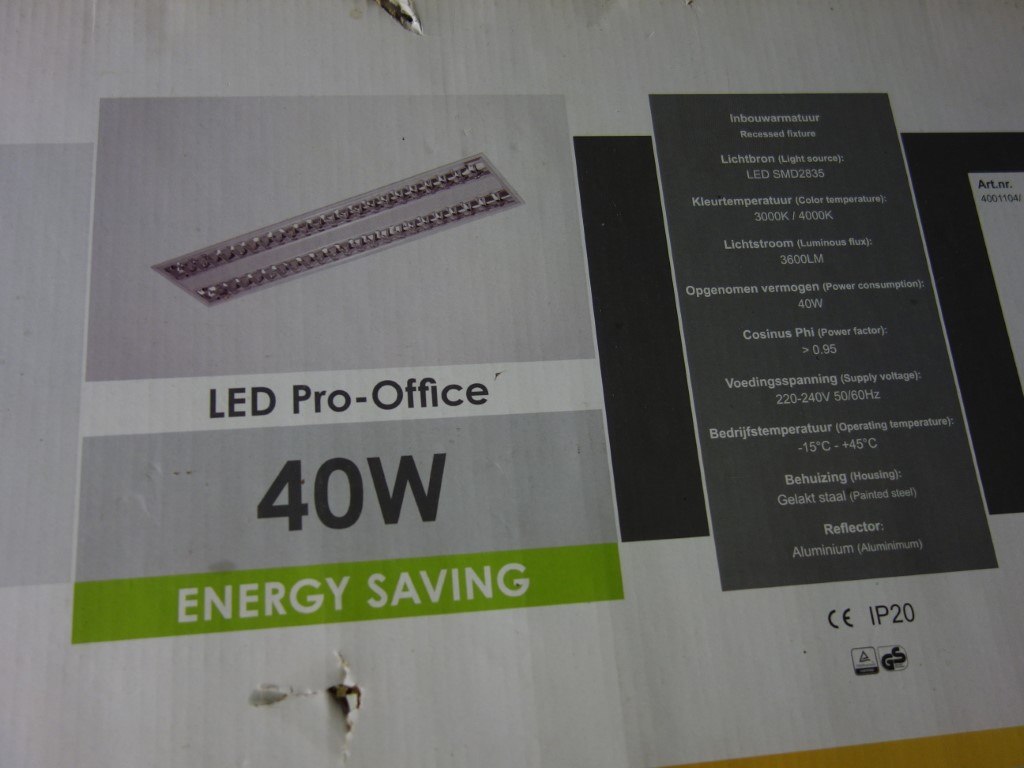 LED Pro-Office
40W
ENERGY SAVING
Inbouwarmatuur
Recessed fixture
Lichtbron (Light source):
LED SMD2835
Kleurtemperatuur (Color temperature):
3000K / 4000K
Lichtstroom (Luminous flux):
3600LM
Opgenomen vermogen (Power consumption):
40W
Cosinus Phi (Power factor):
> 0.95
Voedingsspanning (Supply voltage):
220-240V 50/60Hz
Bedrijfstemperatuur (Operating temperature):
-15°C - +45°C
Behuizing (Housing):
Gelakt staal (Painted steel)
Reflector:
Aluminium (Aluminimum)
CE IP20
GS
Art.nr.
4001104/